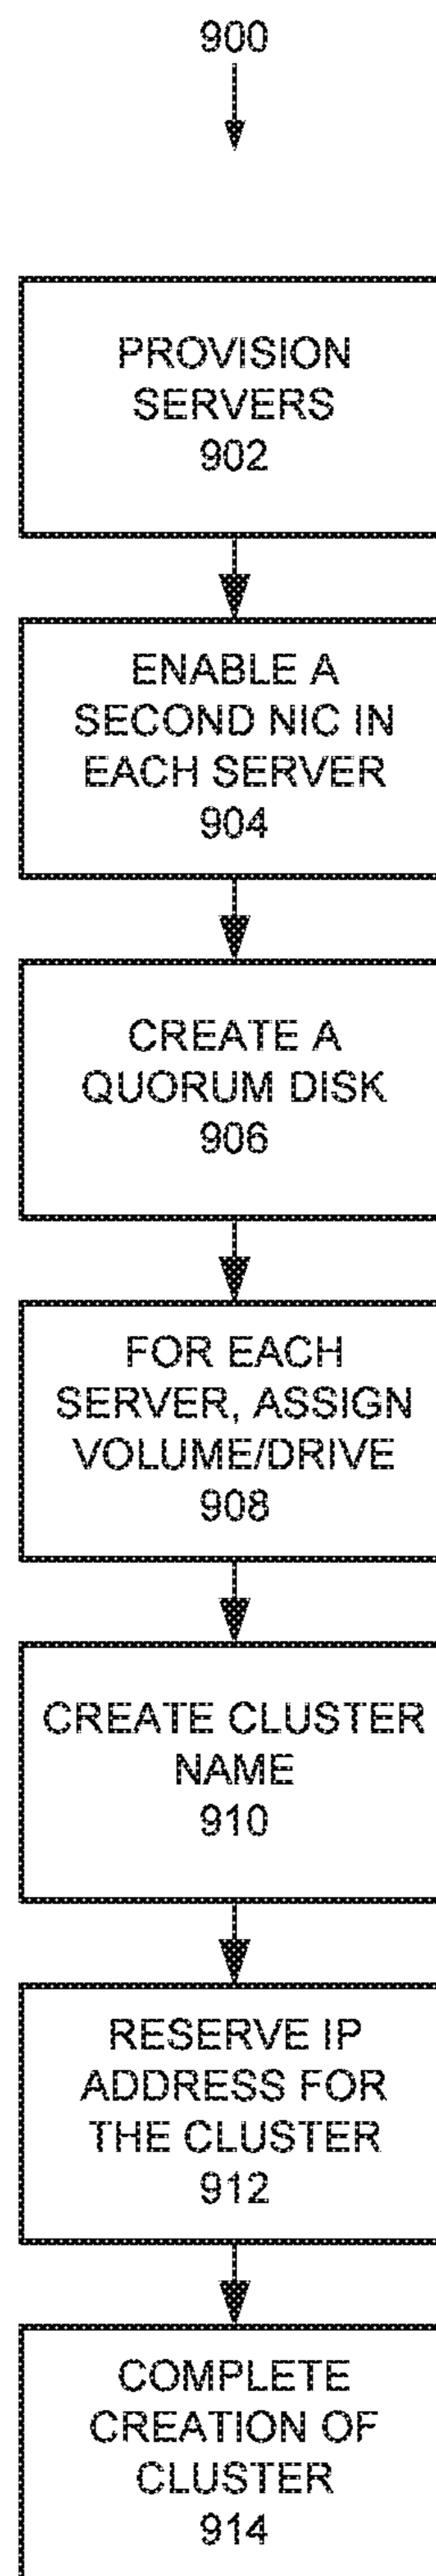 900
PROVISION
SERVERS
902
ENABLE A
SECOND NIC IN
EACH SERVER
904
CREATE A
QUORUM DISK
906
FOR EACH
SERVER, ASSIGN
VOLUME/DRIVE
908
CREATE CLUSTER
NAME
910
RESERVE IP
ADDRESS FOR
THE CLUSTER
912
COMPLETE
CREATION OF
CLUSTER
914